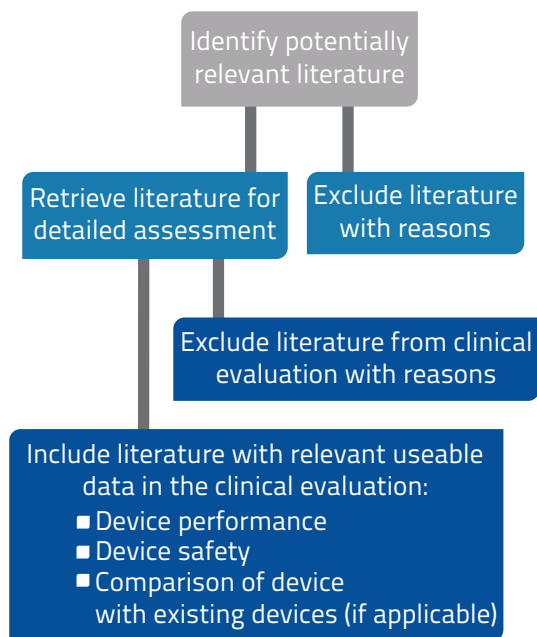 Identify potentially
relevant literature
Retrieve literature for
detailed assessment
Exclude literature
with reasons
Exclude literature from clinical
evaluation with reasons
Include literature with relevant useable
data in the clinical evaluation:
Device performance
Device safety
Comparison of device
with existing devices (if applicable)